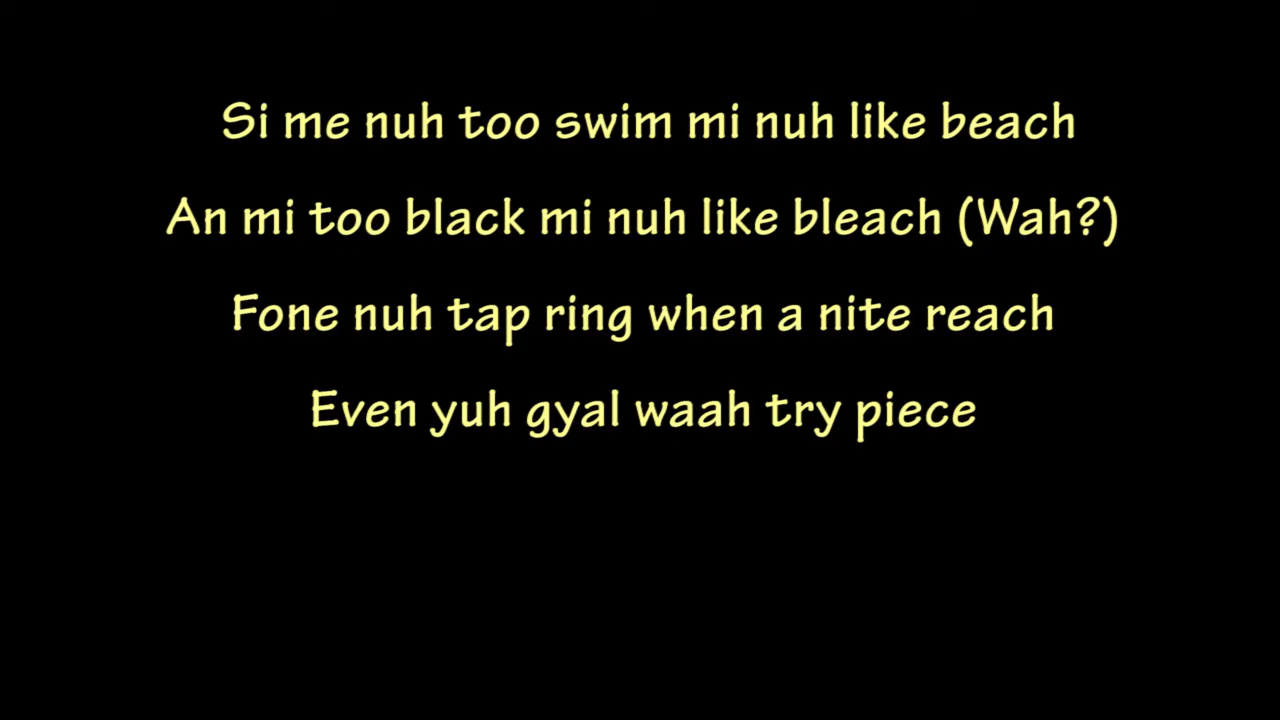 Si me nuh too swim mi nuh like beach
An mi too black mi nuh like bleach (Wah?)
Fone nuh tap ring when a nite reach
Even yuh gyal waah try piece